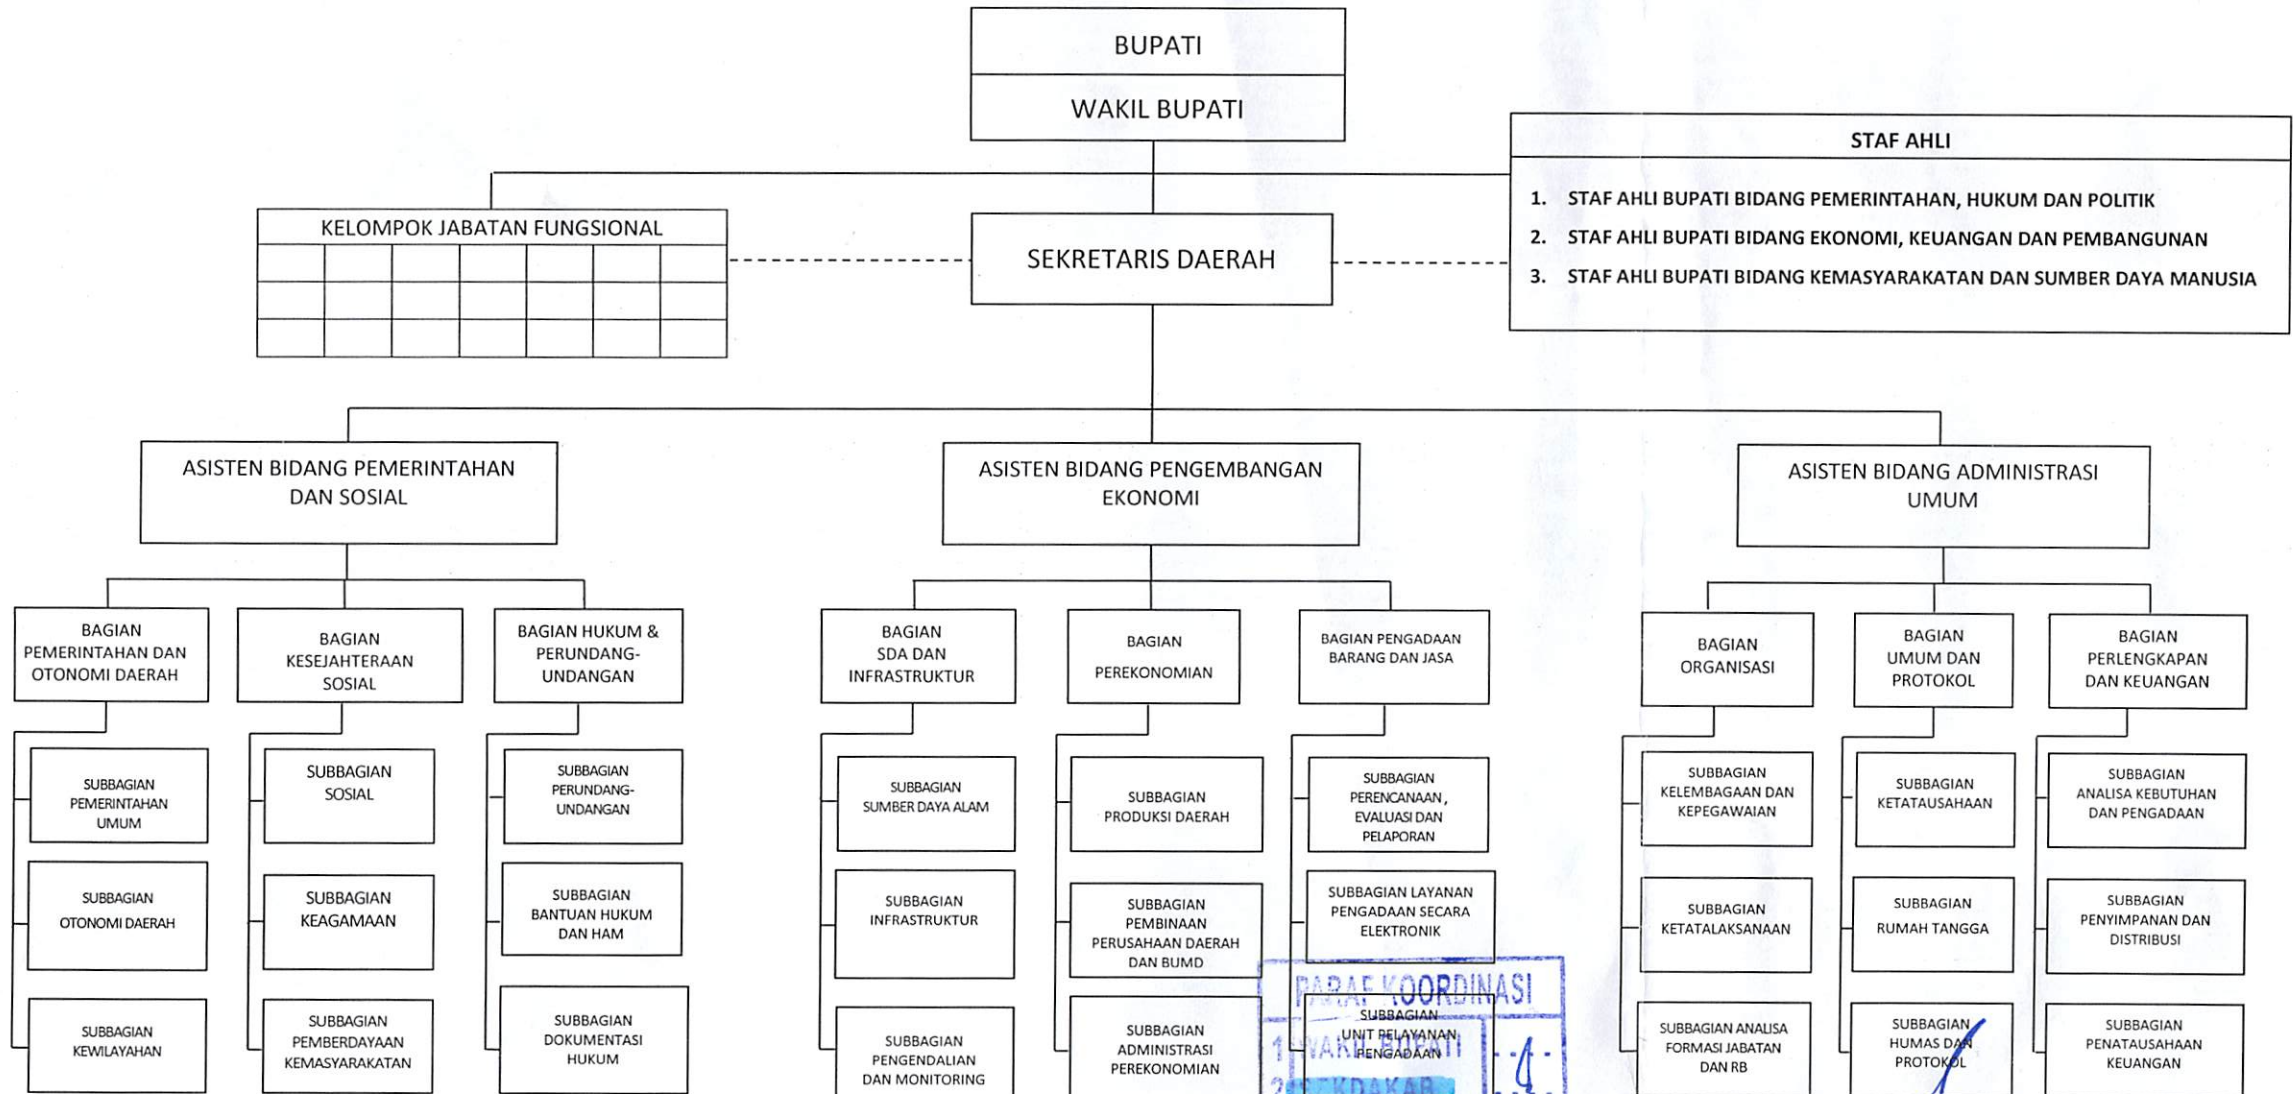 BUPATI
WAKIL BUPATI
STAF AHLI
1. STAF AHLI BUPATI BIDANG PEMERINTAHAN, HUKUM DAN POLITIK
2. STAF AHLI BUPATI BIDANG EKONOMI, KEUANGAN DAN PEMBANGUNAN
3. STAF AHLI BUPATI BIDANG KEMASYARAKATAN DAN SUMBER DAYA MANUSIA
KELOMPOK JABATAN FUNGSIONAL
SEKRETARIS DAERAH
ASISTEN BIDANG PEMERINTAHAN
DAN SOSIAL
ASISTEN BIDANG PENGEMBANGAN
EKONOMI
ASISTEN BIDANG ADMINISTRASI
UMUM
BAGIAN
PEMERINTAHAN DAN
OTONOMI DAERAH
BAGIAN
KESEJAHTERAAN
SOSIAL
BAGIAN HUKUM &
PERUNDANG-
UNDANGAN
BAGIAN
SDA DAN
INFRASTRUKTUR
BAGIAN
PEREKONOMIAN
BAGIAN PENGADAAN
BARANG DAN JASA
BAGIAN
ORGANISASI
BAGIAN
UMUM DAN
PROTOKOL
BAGIAN
PERLENGKAPAN
DAN KEUANGAN
SUBBAGIAN
PEMERINTAHAN
UMUM
SUBBAGIAN
SOSIAL
SUBBAGIAN
PERUNDANG-
UNDANGAN
SUBBAGIAN
SUMBER DAYA ALAM
SUBBAGIAN
PRODUKSI DAERAH
SUBBAGIAN
PERENCANAAN ,
EVALUASI DAN
PELAPORAN
SUBBAGIAN
KELEMBAGAAN DAN
KEPEGAWAIAN
SUBBAGIAN
KETATAUSAHAAN
SUBBAGIAN
ANALISA KEBUTUHAN
DAN PENGADAAN
SUBBAGIAN
OTONOMI DAERAH
SUBBAGIAN
KEAGAMAAN
SUBBAGIAN
BANTUAN HUKUM
DAN HAM
SUBBAGIAN
INFRASTRUKTUR
SUBBAGIAN
PEMBINAAN
PERUSAHAAN DAERAH
DAN BUMD
SUBBAGIAN LAYANAN
PENGADAAN SECARA
ELEKTRONIK
SUBBAGIAN
KETATALAKSANAAN
SUBBAGIAN
RUMAH TANGGA
SUBBAGIAN
PENYIMPANAN DAN
DISTRIBUSI
SUBBAGIAN
KEWILAYAHAN
SUBBAGIAN
PEMBERDAYAAN
KEMASYARAKATAN
SUBBAGIAN
DOKUMENTASI
HUKUM
SUBBAGIAN
PENGENDALIAN
DAN MONITORING
SUBBAGIAN
ADMINISTRASI
PEREKONOMIAN
SUBBAGIAN
UNIT PELAYANAN
PENGADAAN
SUBBAGIAN ANALISA
FORMASI JABATAN
DAN RB
SUBBAGIAN
HUMAS DAN
PROTOKOL
SUBBAGIAN
PENATAUSAHAAN
KEUANGAN
PARAF KOORDINASI
1 WAKIL BUPATI
2 SEKDAKAB